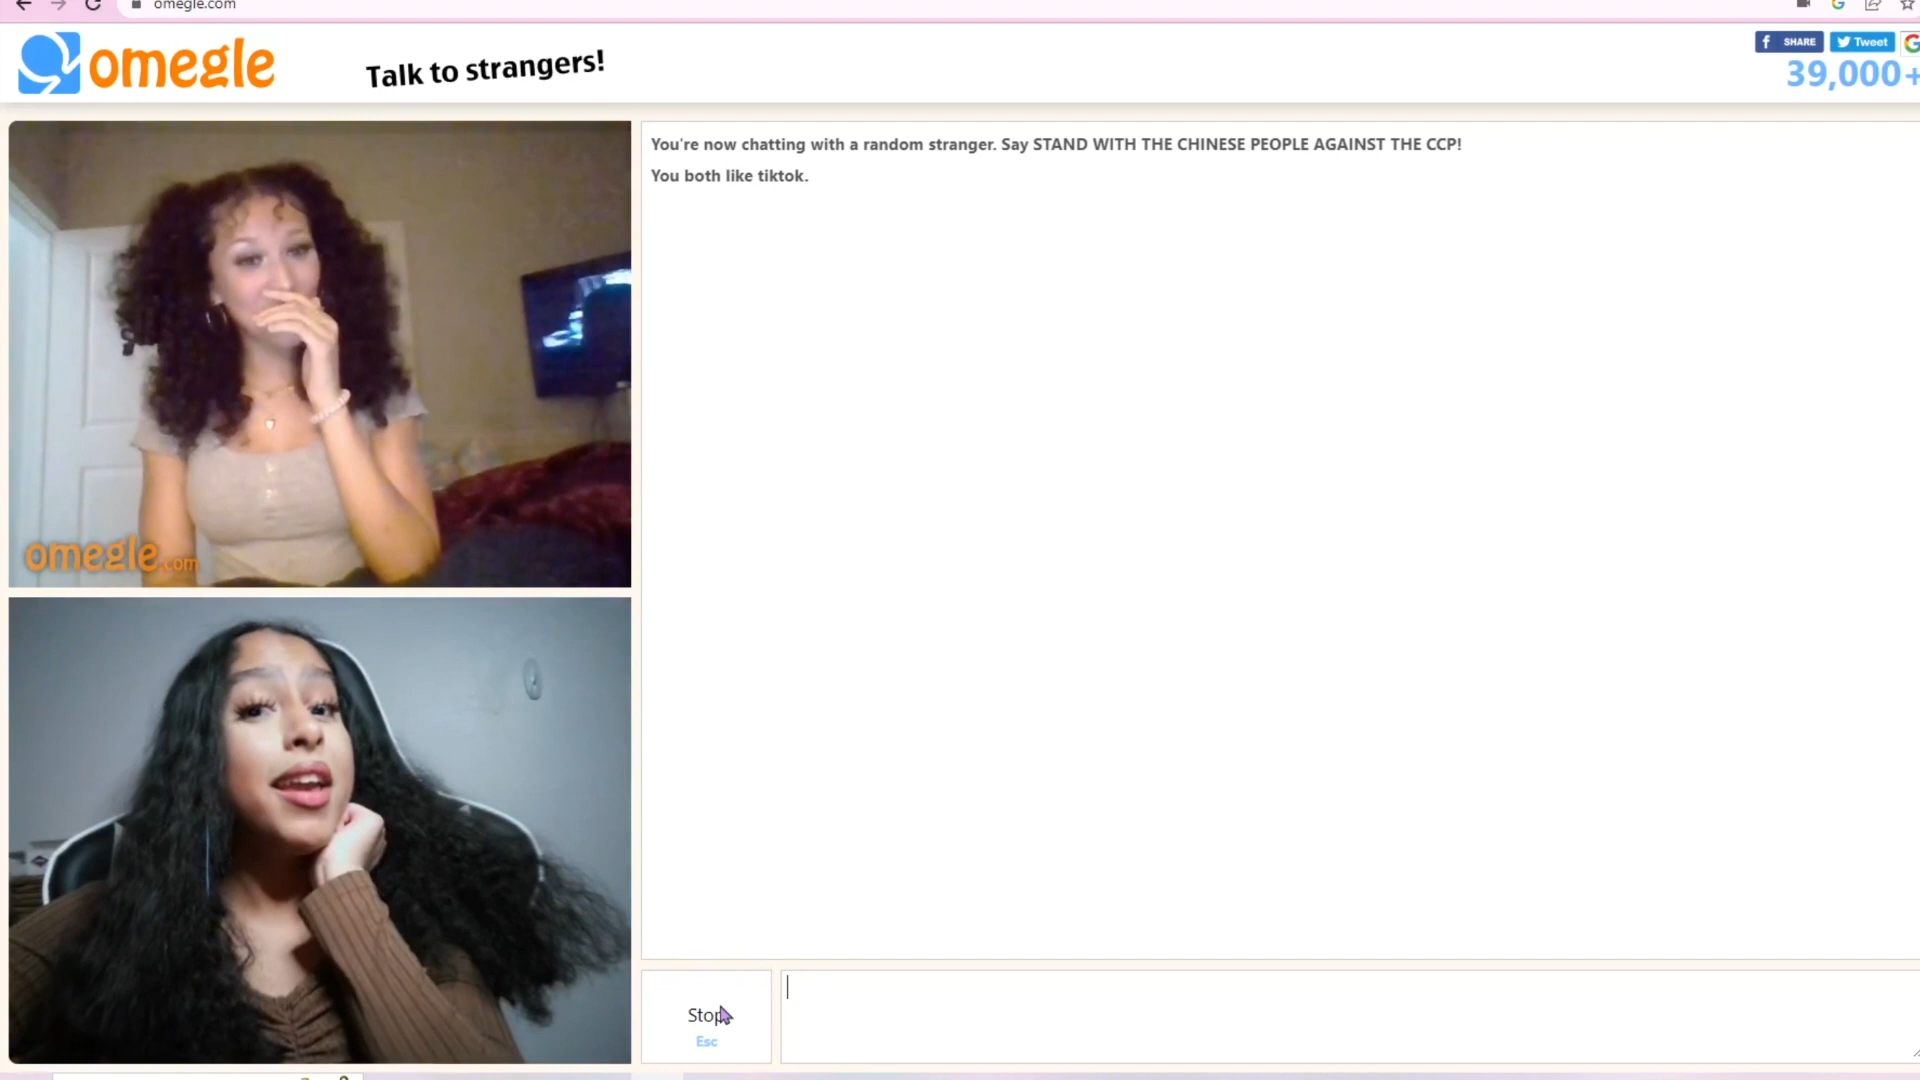 omegle.com
omegle
Talk to strangers!
SHARE
Tweet
39,000+
You're now chatting with a random stranger. Say STAND WITH THE CHINESE PEOPLE AGAINST THE CCP!
You both like tiktok.
omegle.com
Stop
Esc